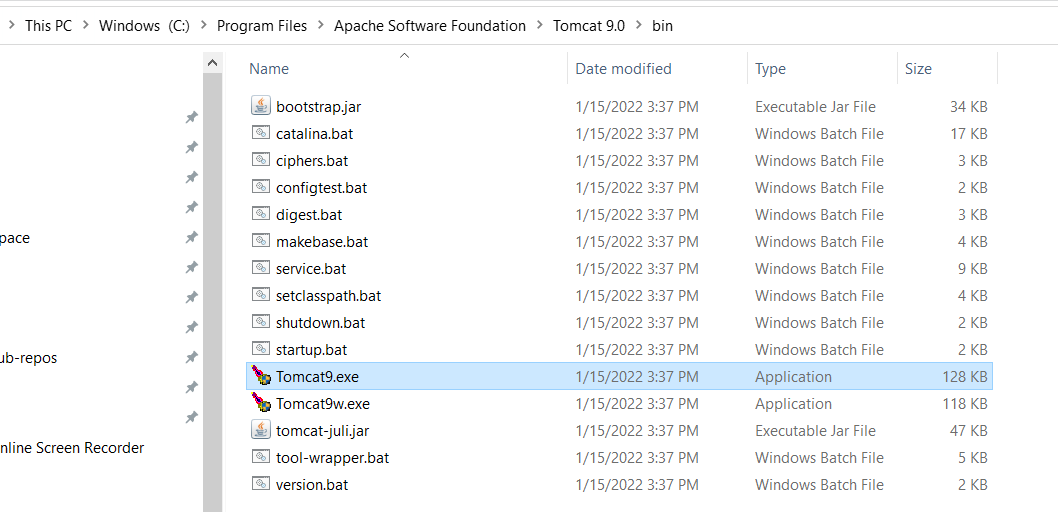 This PC > Windows (C:) > Program Files > Apache Software Foundation > Tomcat 9.0 > bin
Name Date modified Type Size
bootstrap.jar 1/15/2022 3:37 PM Executable Jar File 34 KB
catalina.bat 1/15/2022 3:37 PM Windows Batch File 17 KB
ciphers.bat 1/15/2022 3:37 PM Windows Batch File 3 KB
configtest.bat 1/15/2022 3:37 PM Windows Batch File 2 KB
digest.bat 1/15/2022 3:37 PM Windows Batch File 3 KB
pace
makebase.bat 1/15/2022 3:37 PM Windows Batch File 4 KB
service.bat 1/15/2022 3:37 PM Windows Batch File 9 KB
setclasspath.bat 1/15/2022 3:37 PM Windows Batch File 4 KB
shutdown.bat 1/15/2022 3:37 PM Windows Batch File 2 KB
startup.bat 1/15/2022 3:37 PM Windows Batch File 2 KB
ub-repos
Tomcat9.exe 1/15/2022 3:37 PM Application 128 KB
Tomcat9w.exe 1/15/2022 3:37 PM Application 118 KB
tomcat-juli.jar 1/15/2022 3:37 PM Executable Jar File 47 KB
nline Screen Recorder
tool-wrapper.bat 1/15/2022 3:37 PM Windows Batch File 5 KB
version.bat 1/15/2022 3:37 PM Windows Batch File 2 KB